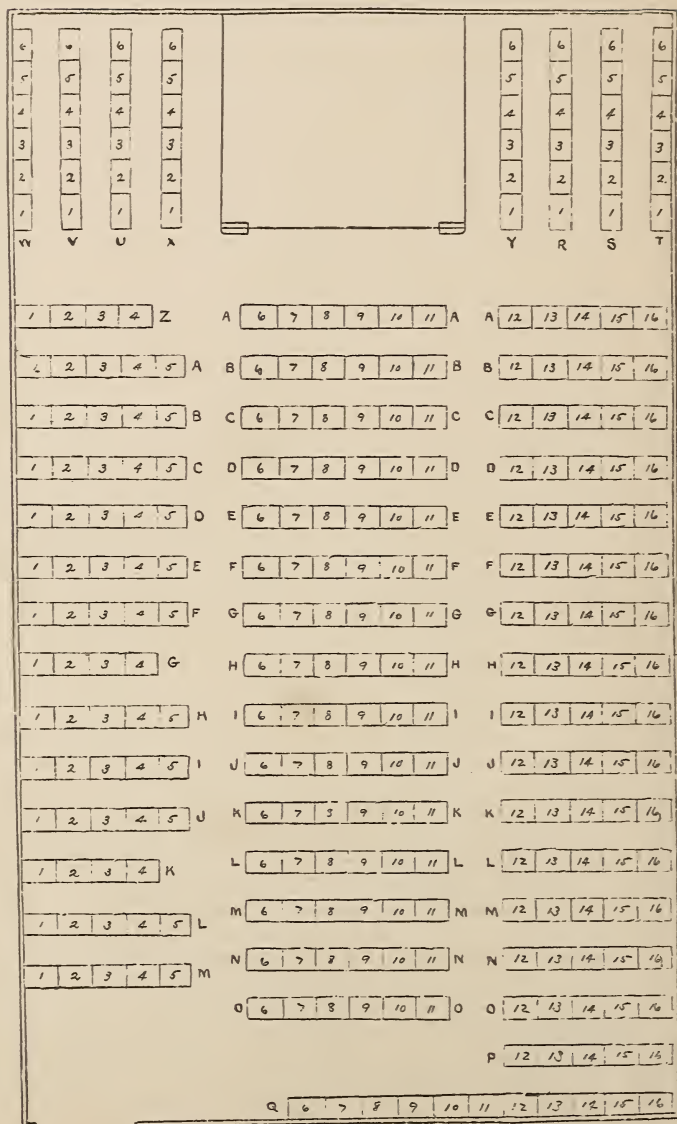 6 6 6 6 6 6 6 6
5 5 5 5 5 5 5 5
4 4 4 4 4 4 4 4
3 3 3 3 3 3 3 3
2 2 2 2 2 2 2 2
1 1 1 1 1 1 1 1
W V U X Y R S T
1 2 3 4 Z A 6 7 8 9 10 11 A A 12 13 14 15 16
1 2 3 4 5 A B 6 7 8 9 10 11 B B 12 13 14 15 16
1 2 3 4 5 B C 6 7 8 9 10 11 C C 12 13 14 15 16
1 2 3 4 5 C D 6 7 8 9 10 11 D D 12 13 14 15 16
1 2 3 4 5 D E 6 7 8 9 10 11 E E 12 13 14 15 16
1 2 3 4 5 E F 6 7 8 9 10 11 F F 12 13 14 15 16
1 2 3 4 5 F G 6 7 8 9 10 11 G G 12 13 14 15 16
1 2 3 4 G H 6 7 8 9 10 11 H H 12 13 14 15 16
1 2 3 4 5 H I 6 7 8 9 10 11 I I 12 13 14 15 16
2 3 4 5 I J 6 7 8 9 10 11 J J 12 13 14 15 16
1 2 3 4 5 J K 6 7 8 9 10 11 K K 12 13 14 15 16
1 2 3 4 K L 6 7 8 9 10 11 L L 12 13 14 15 16
1 2 3 4 5 L M 6 7 8 9 10 11 M M 12 13 14 15 16
1 2 3 4 5 M N 6 7 8 9 10 11 N N 12 13 14 15 16
O 6 7 8 9 10 11 O O 12 13 14 15 16
P 12 13 14 15 16
Q 6 7 8 9 10 11 12 13 14 15 16